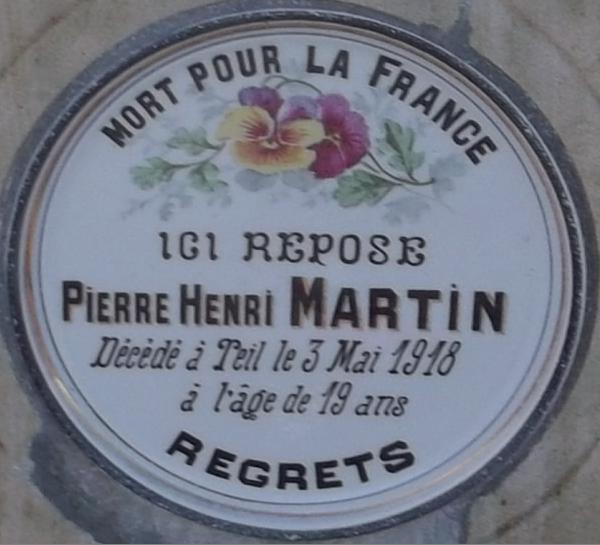 MORT POUR LA FRANCE
ICI REPOSE
PIERRE HENRI MARTIN
Décédé à Teil le 3 Mai 1918
à l'âge de 19 ans
REGRETS